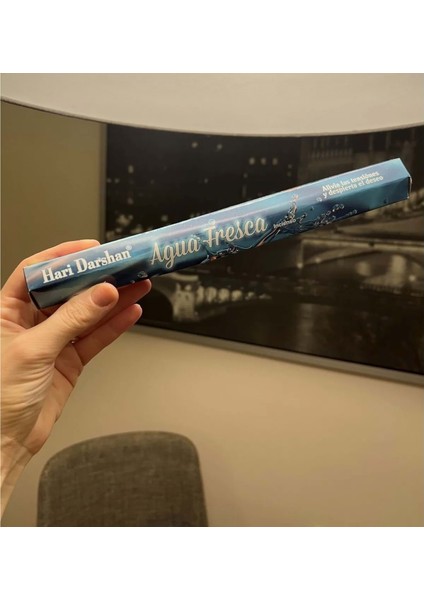 Hari Darshan®
Agua Fresca
Alivia las tensiones
y despierta el deseo